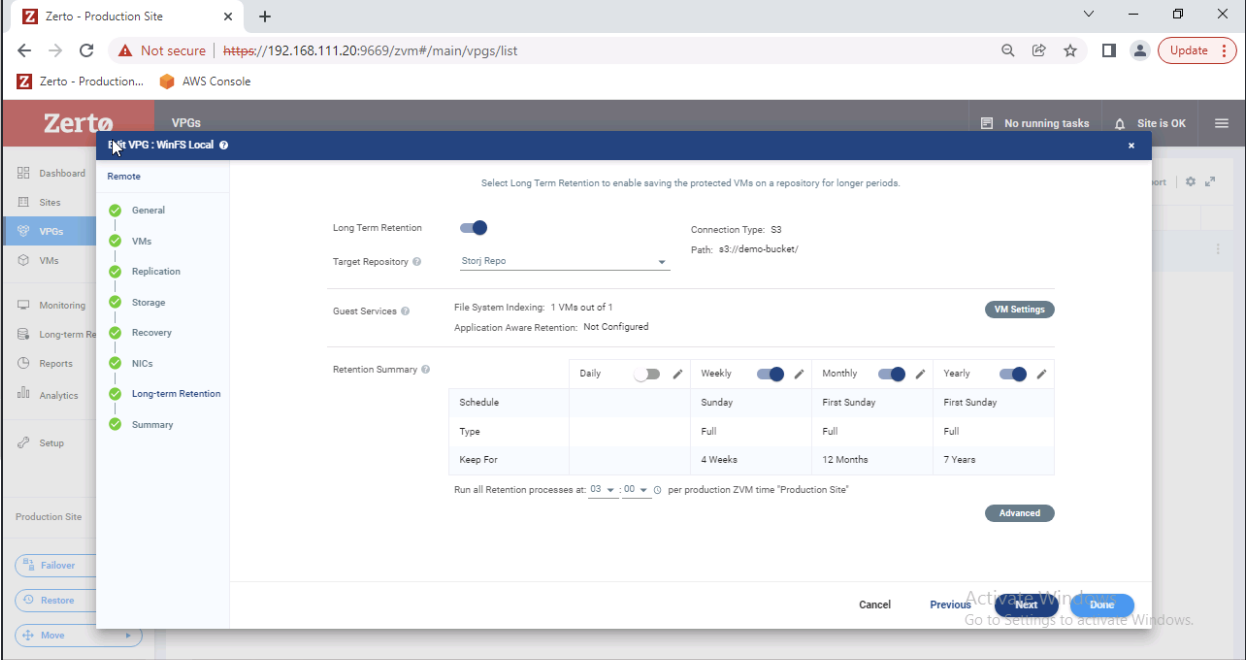 Zerto - Production Site
Not secure | https://192.168.111.20:9669/zvm#/main/vpgs/list
Update
Zerto - Production... AWS Console
Zerto VPGs No running tasks Site is OK
Edit VPG : WinFS Local
Remote
General
VMs
Replication
Storage
Recovery
NICs
Long-term Retention
Summary
Dashboard
Sites
VPGs
VMs
Monitoring
Long-term Re
Reports
Analytics
Setup
Production Site
Failover
Restore
Move
ort
Select Long Term Retention to enable saving the protected VMs on a repository for longer periods.
Long Term Retention
Connection Type: S3
Target Repository Storj Repo
Path: s3://demo-bucket/
Guest Services
File System Indexing: 1 VMs out of 1
Application Aware Retention: Not Configured
VM Settings
Retention Summary
Daily Weekly Monthly Yearly
Schedule Sunday First Sunday First Sunday
Type Full Full Full
Keep For 4 Weeks 12 Months 7 Years
Run all Retention processes at: 03 : 00 per production ZVM time "Production Site"
Advanced
Cancel Previous Next Done
Activate Windows
Go to Settings to activate Windows.